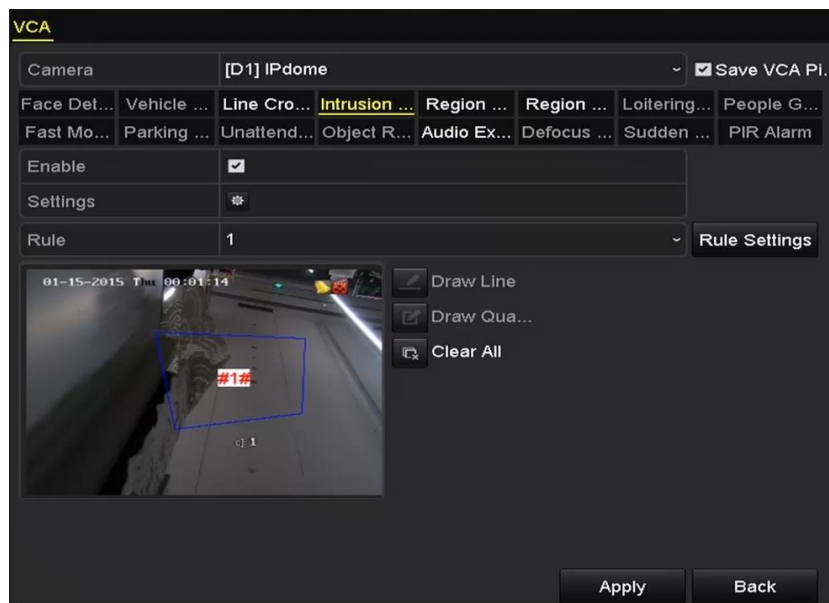 VCA
Camera [D1] IPdome Save VCA Pi.
Face Det... Vehicle ... Line Cro... Intrusion ... Region ... Region ... Loitering... People G...
Fast Mo... Parking ... Unattend... Object R... Audio Ex... Defocus ... Sudden ... PIR Alarm
Enable
Settings
Rule 1 Rule Settings
01-15-2015 Thu 00:01:14
Draw Line
Draw Qua...
Clear All
#1#
1
Apply Back